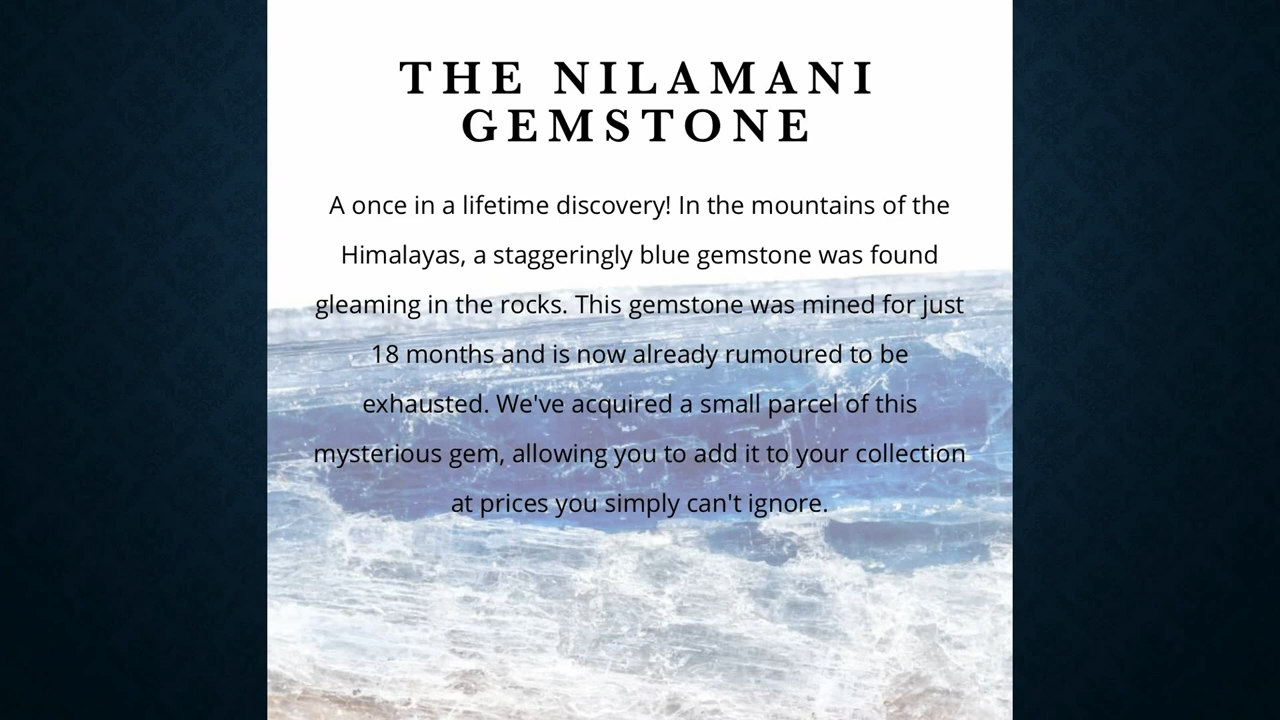 THE NILAMANI
GEMSTONE
A once in a lifetime discovery! In the mountains of the
Himalayas, a staggeringly blue gemstone was found
gleaming in the rocks. This gemstone was mined for just
18 months and is now already rumoured to be
exhausted. We've acquired a small parcel of this
mysterious gem, allowing you to add it to your collection
at prices you simply can't ignore.